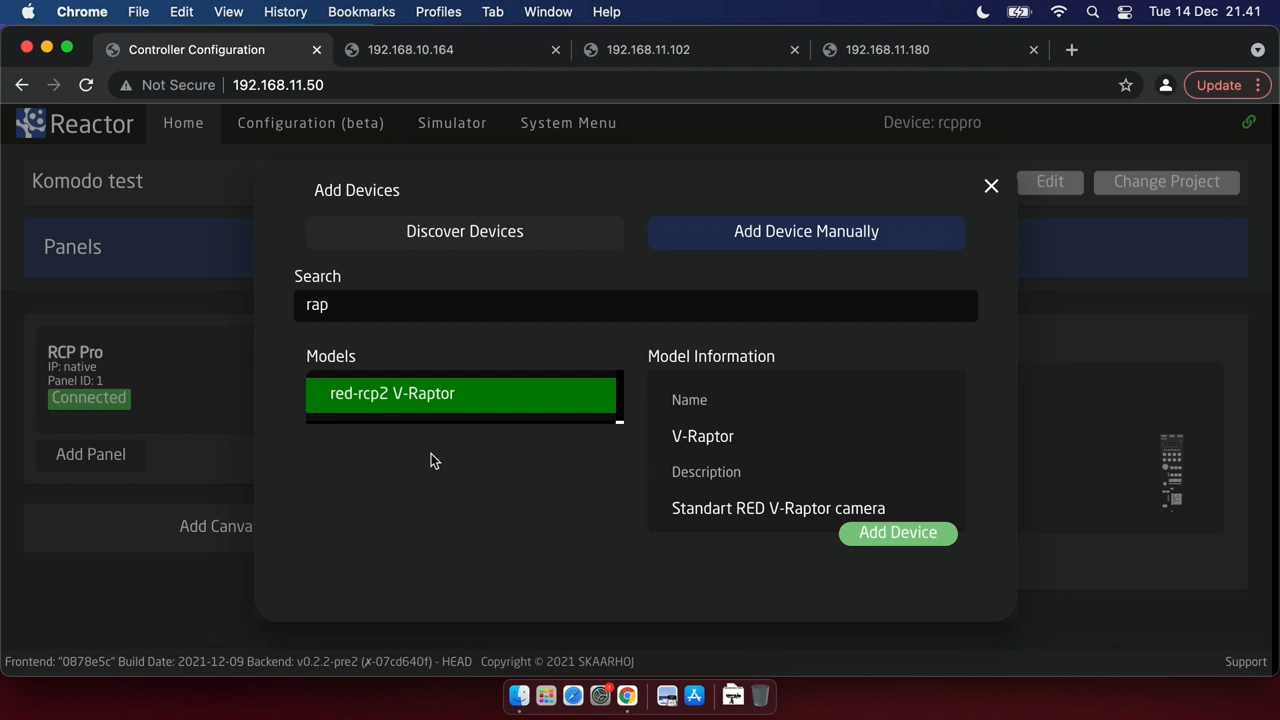 Chrome File Edit View History Bookmarks Profiles Tab Window Help Tue 14 Dec 21.41
Controller Configuration 192.168.10.164 192.168.11.102 192.168.11.180
Not Secure 192.168.11.50 Update
Reactor Home Configuration (beta) Simulator System Menu Device: rcppro
Komodo test Edit Change Project
Panels
RCP Pro
IP: native
Panel ID: 1
Connected
Add Panel
Add Canva
Add Devices
Discover Devices Add Device Manually
Search
rap
Models
red-rcp2 V-Raptor
Model Information
Name
V-Raptor
Description
Standart RED V-Raptor camera
Add Device
Frontend: "0878e5c" Build Date: 2021-12-09 Backend: v0.2.2-pre2 (✗-07cd640f) - HEAD Copyright © 2021 SKAARHOJ Support
1